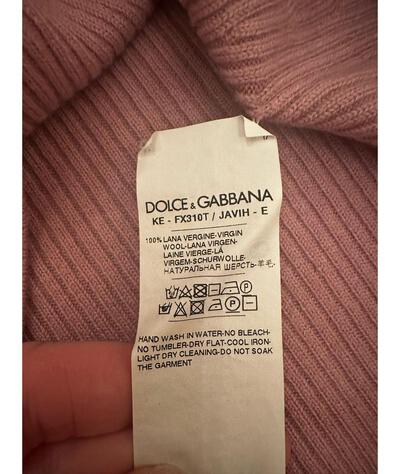 DOLCE & GABBANA
KE - FX310T / JAVIH - E
100% LANA VERGINE-VIRGIN
WOOL-LANA VIRGEN-
LAINE VIERGE-LÃ
VIRGEM-SCHURWOLLE-
НАТУРАЛЬНАЯ ШЕРСТЬ-羊毛-
HAND WASH IN WATER-NO BLEACH-
NO TUMBLER-DRY FLAT-COOL IRON-
LIGHT DRY CLEANING-DO NOT SOAK
THE GARMENT